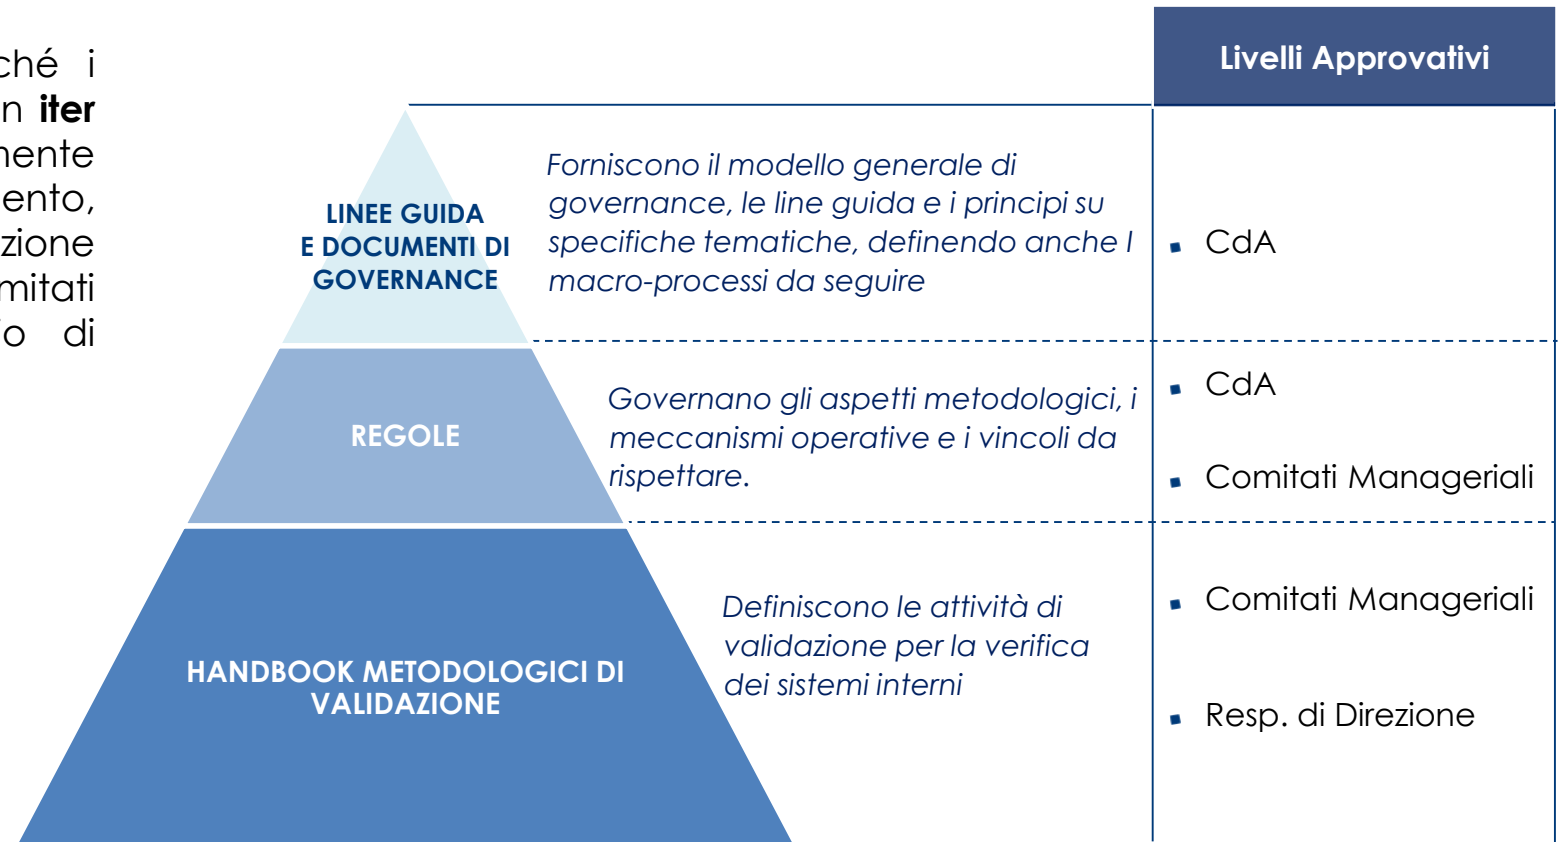 ché i
n iter
mente
ento,
zione
mitati
o di
Livelli Approvativi
LINEE GUIDA
E DOCUMENTI DI
GOVERNANCE
Forniscono il modello generale di
governance, le line guida e i principi su
specifiche tematiche, definendo anche I
macro-processi da seguire
CdA
REGOLE
Governano gli aspetti metodologici, i
meccanismi operative e i vincoli da
rispettare.
CdA
Comitati Manageriali
HANDBOOK METODOLOGICI DI
VALIDAZIONE
Definiscono le attività di
validazione per la verifica
dei sistemi interni
Comitati Manageriali
Resp. di Direzione